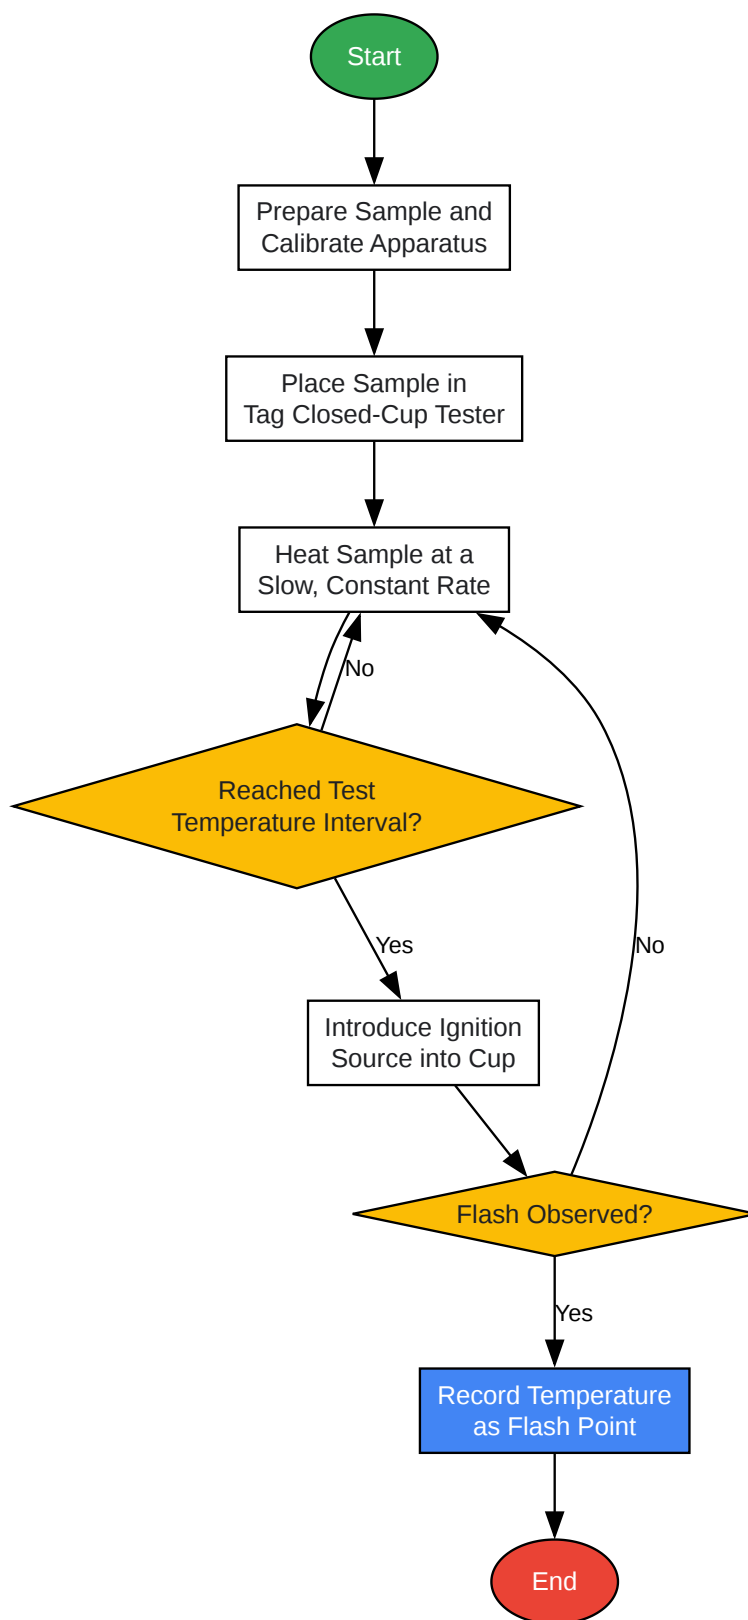 Start
Prepare Sample and
Calibrate Apparatus
Place Sample in
Tag Closed-Cup Tester
Heat Sample at a
Slow, Constant Rate
No
Reached Test
Temperature Interval?
Yes
No
Introduce Ignition
Source into Cup
Flash Observed?
Yes
Record Temperature
as Flash Point
End